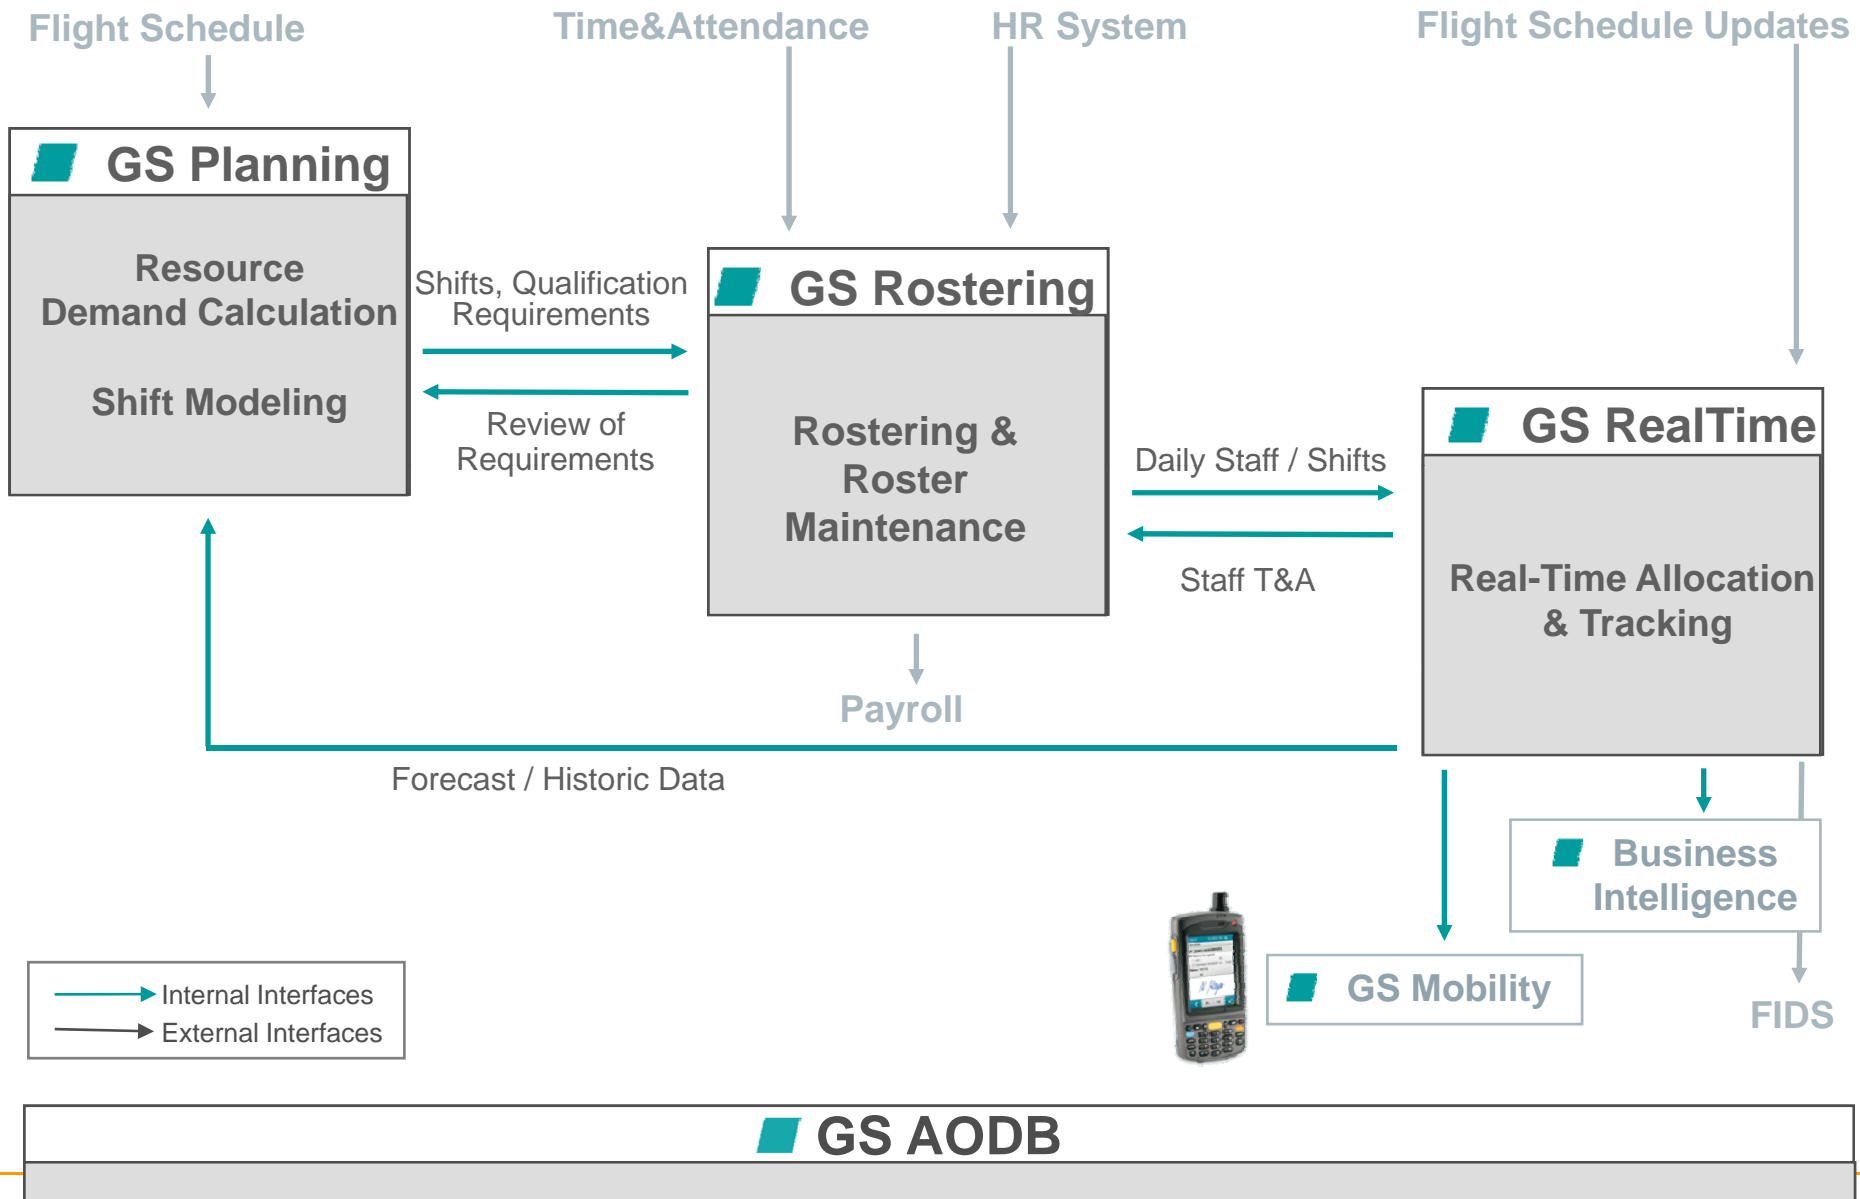 Flight Schedule
Time&Attendance
HR System
Flight Schedule Updates
GS Planning
Resource
Demand Calculation
Shift Modeling
Shifts, Qualification
Requirements
Review of
Requirements
GS Rostering
Rostering &
Roster
Maintenance
Daily Staff / Shifts
Staff T&A
GS RealTime
Real-Time Allocation
& Tracking
Payroll
Forecast / Historic Data
Business
Intelligence
GS Mobility
FIDS
Internal Interfaces
External Interfaces
GS AODB